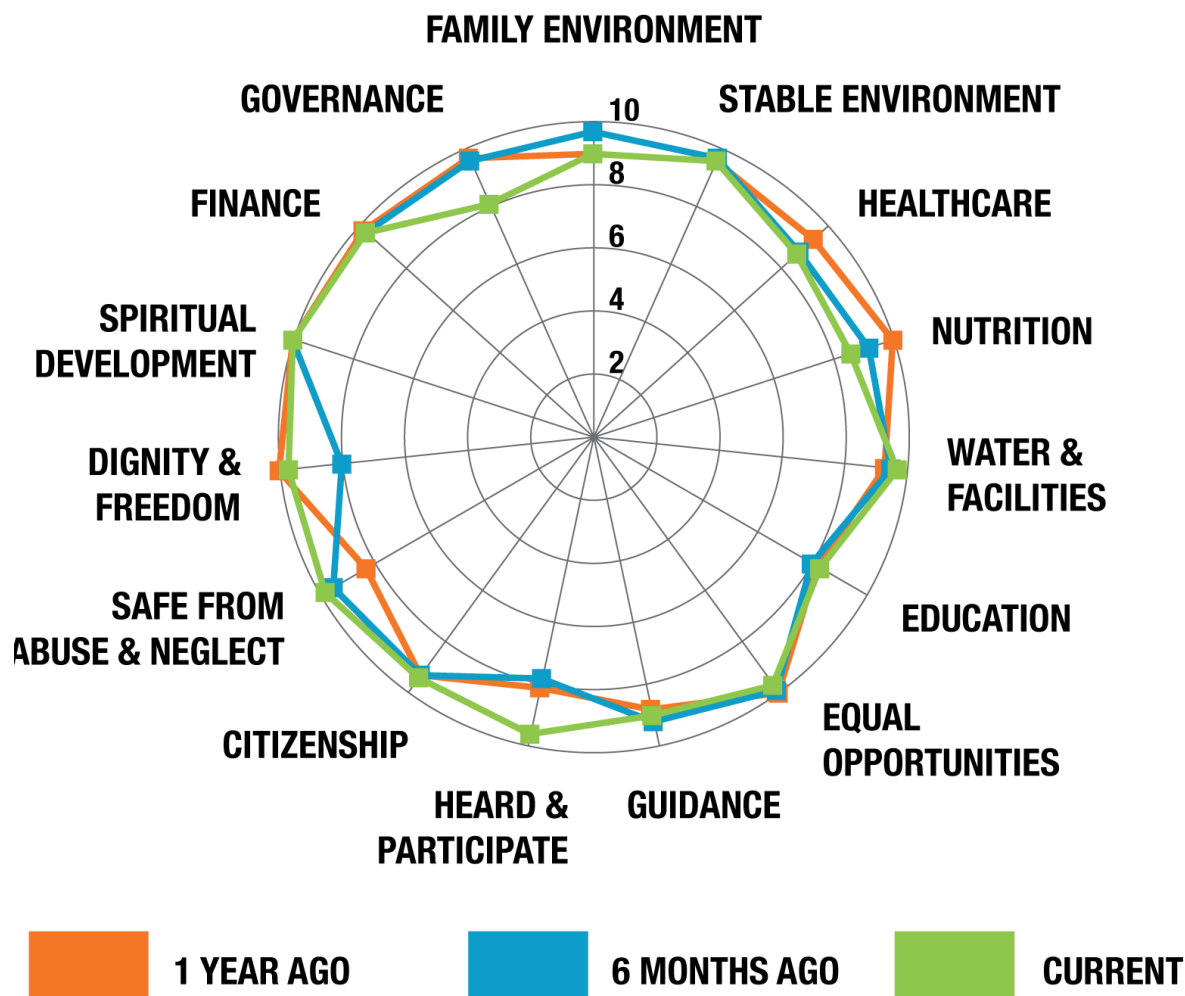 FAMILY ENVIRONMENT
GOVERNANCE
STABLE ENVIRONMENT
10
8
6
4
2
FINANCE
HEALTHCARE
SPIRITUAL
DEVELOPMENT
NUTRITION
DIGNITY &
FREEDOM
WATER &
FACILITIES
SAFE FROM
ABUSE & NEGLECT
EDUCATION
CITIZENSHIP
EQUAL
OPPORTUNITIES
HEARD &
PARTICIPATE
GUIDANCE
1 YEAR AGO
6 MONTHS AGO
CURRENT